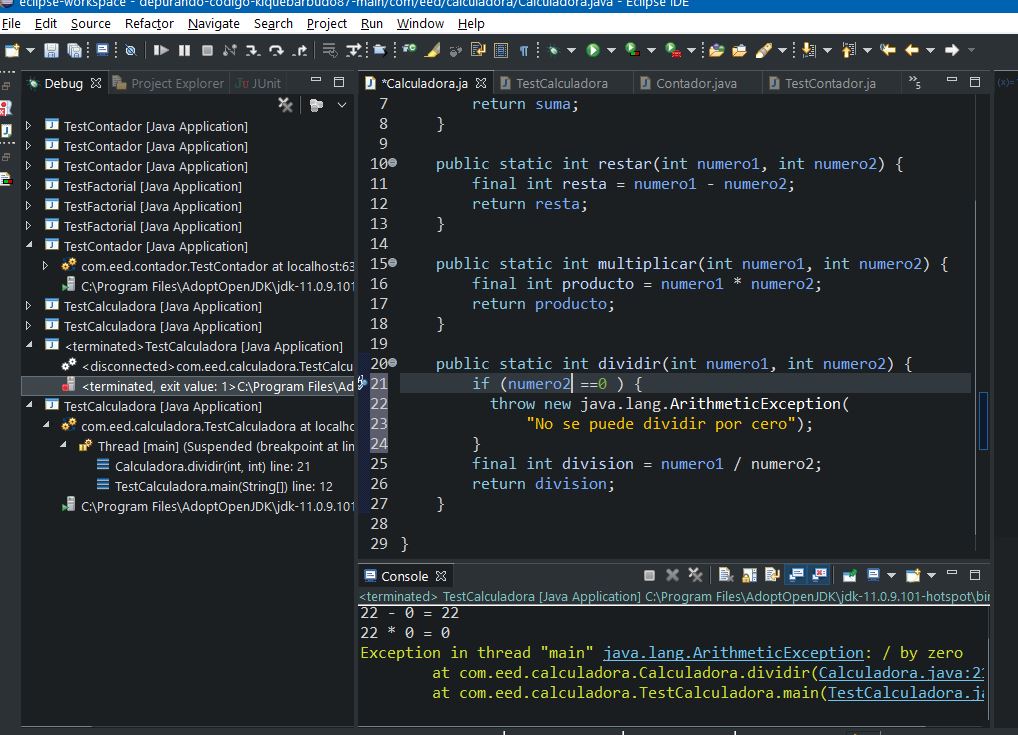 eclipse-workspace - depurando-codigo-kiquebarbudo87-main/com/eed/calculadora/Calculadora.java - Eclipse IDE
File Edit Source Refactor Navigate Search Project Run Window Help
Debug Project Explorer JUnit
TestContador [Java Application]
TestContador [Java Application]
TestContador [Java Application]
TestFactorial [Java Application]
TestFactorial [Java Application]
TestFactorial [Java Application]
TestContador [Java Application]
com.eed.contador.TestContador at localhost:63
C:\Program Files\AdoptOpenJDK\jdk-11.0.9.101
TestCalculadora [Java Application]
TestCalculadora [Java Application]
<terminated>TestCalculadora [Java Application]
<disconnected>com.eed.calculadora.TestCalcu
<terminated, exit value: 1>C:\Program Files\Ad
TestCalculadora [Java Application]
com.eed.calculadora.TestCalculadora at localho
Thread [main] (Suspended (breakpoint at lin
Calculadora.dividir(int, int) line: 21
TestCalculadora.main(String[]) line: 12
C:\Program Files\AdoptOpenJDK\jdk-11.0.9.101
*Calculadora.ja TestCalculadora Contador.java TestContador.ja 5
7 return suma;
8 }
9
10 public static int restar(int numero1, int numero2) {
11 final int resta = numero1 - numero2;
12 return resta;
13 }
14
15 public static int multiplicar(int numero1, int numero2) {
16 final int producto = numero1 * numero2;
17 return producto;
18 }
19
20 public static int dividir(int numero1, int numero2) {
21 if (numero2 ==0 ) {
22 throw new java.lang.ArithmeticException(
23 "No se puede dividir por cero");
24 }
25 final int division = numero1 / numero2;
26 return division;
27 }
28
29 }
Console
<terminated> TestCalculadora [Java Application] C:\Program Files\AdoptOpenJDK\jdk-11.0.9.101-hotspot\bin
22 - 0 = 22
22 * 0 = 0
Exception in thread "main" java.lang.ArithmeticException: / by zero
at com.eed.calculadora.Calculadora.dividir(Calculadora.java:21
at com.eed.calculadora.TestCalculadora.main(TestCalculadora.ja